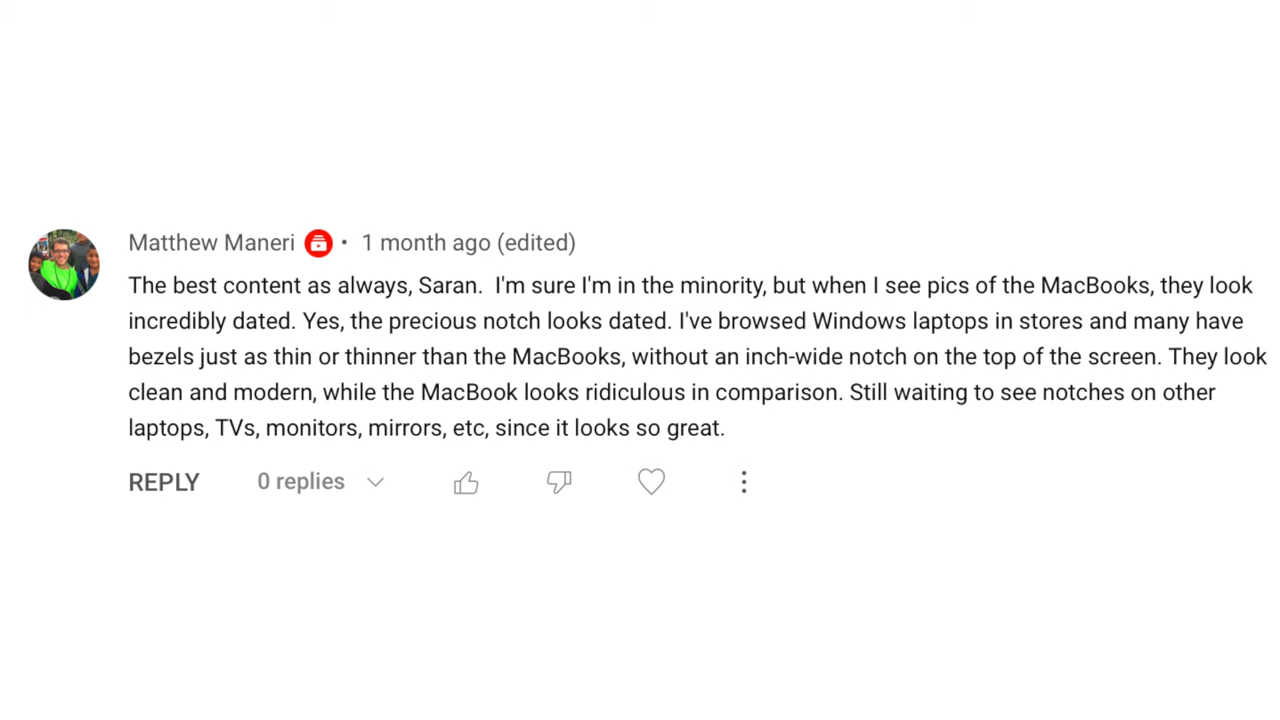 Matthew Maneri • 1 month ago (edited)
The best content as always, Saran.  I'm sure I'm in the minority, but when I see pics of the MacBooks, they look
incredibly dated. Yes, the precious notch looks dated. I've browsed Windows laptops in stores and many have
bezels just as thin or thinner than the MacBooks, without an inch-wide notch on the top of the screen. They look
clean and modern, while the MacBook looks ridiculous in comparison. Still waiting to see notches on other
laptops, TVs, monitors, mirrors, etc, since it looks so great.
REPLY 0 replies